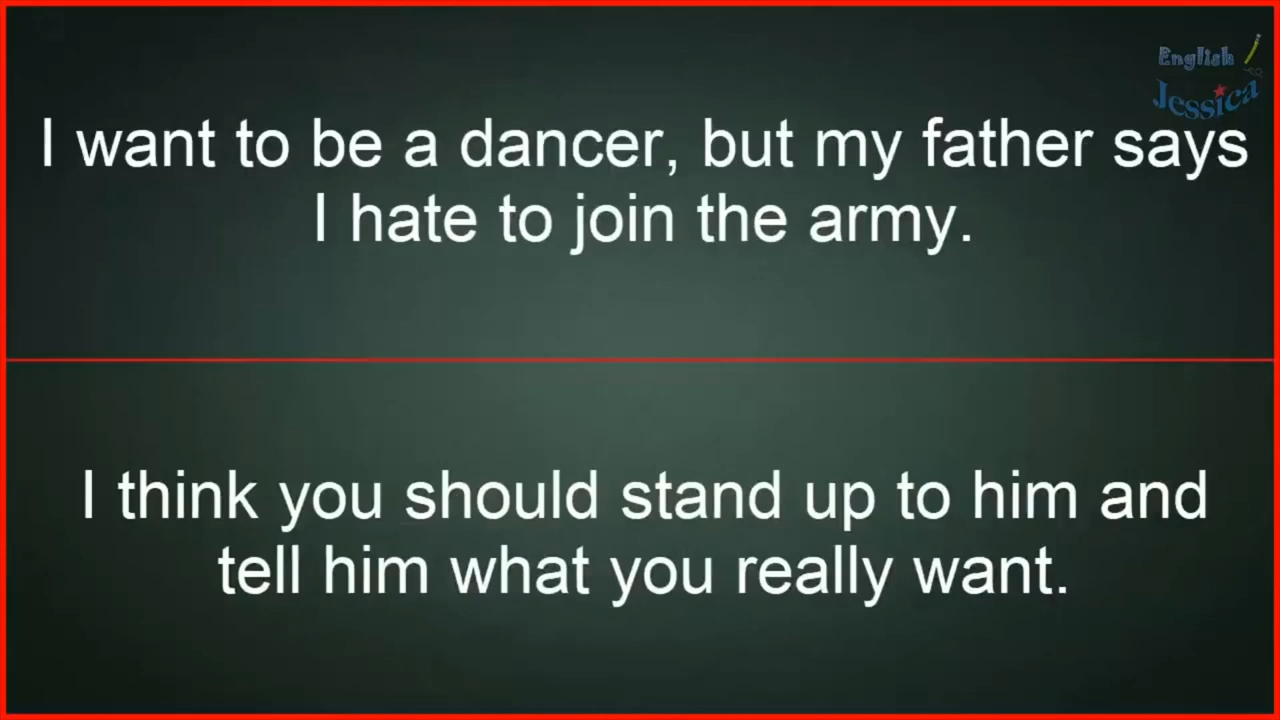 English
Jessica
I want to be a dancer, but my father says
I hate to join the army.
I think you should stand up to him and
tell him what you really want.